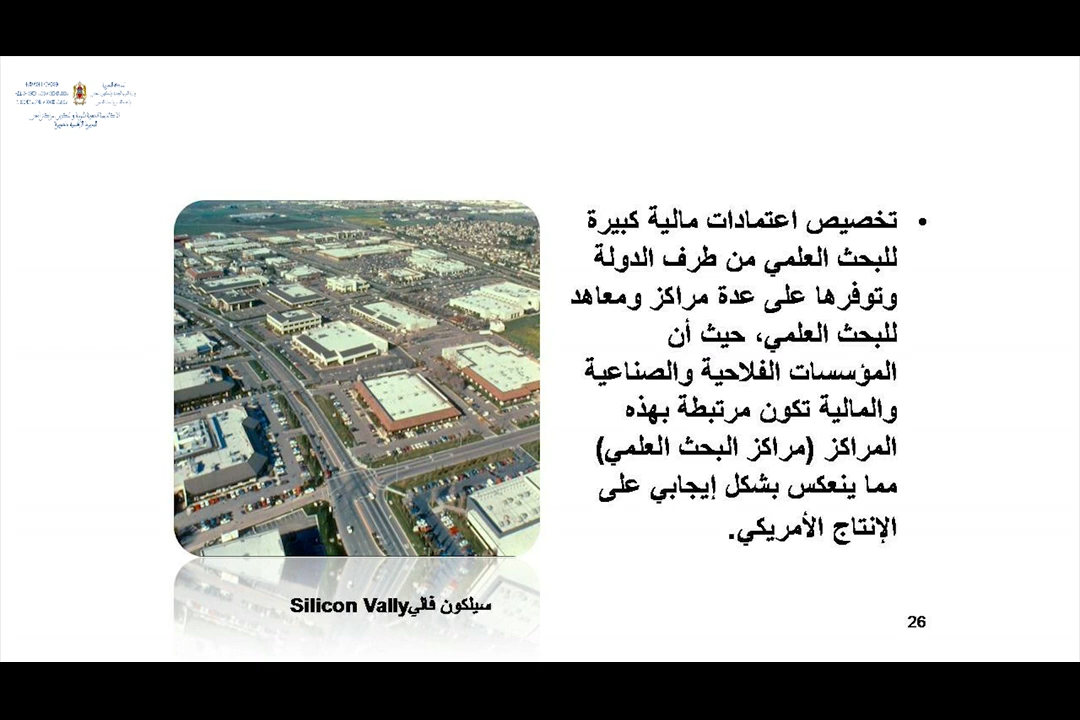 تخصيص اعتمادات مالية كبيرة
للبحث العلمي من طرف الدولة
وتوفرها على عدة مراكز ومعاهد
للبحث العلمي، حيث أن
المؤسسات الفلاحية والصناعية
والمالية تكون مرتبطة بهذه
المراكز (مراكز البحث العلمي)
مما ينعكس بشكل إيجابي على
الإنتاج الأمريكي.
سيلكون فالي Silicon Vally
26